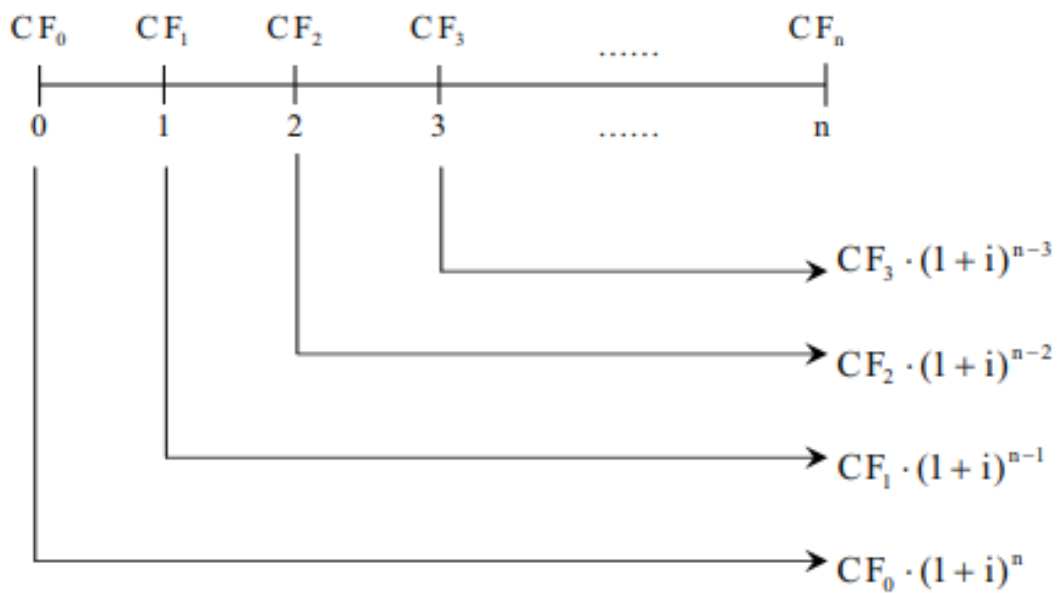 CF₀ CF₁ CF₂ CF₃ ...... CFₙ
0 1 2 3 ...... n
CF₃ · (1 + i)ⁿ⁻³
CF₂ · (1 + i)ⁿ⁻²
CF₁ · (1 + i)ⁿ⁻¹
CF₀ · (1 + i)ⁿ